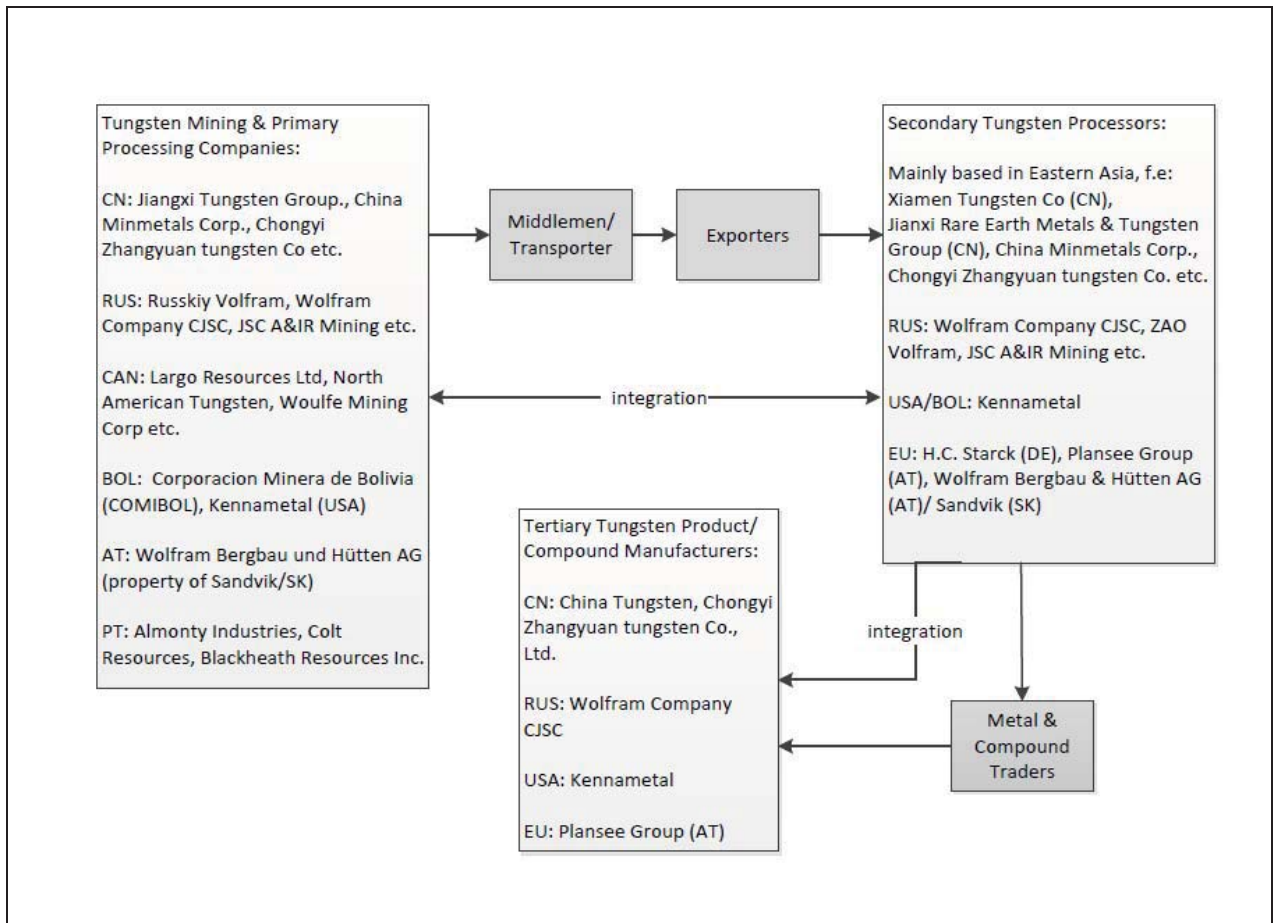 Tungsten Mining & Primary
Processing Companies:
CN: Jiangxi Tungsten Group., China
Minmetals Corp., Chongyi
Zhangyuan tungsten Co etc.
RUS: Russkiy Volfram, Wolfram
Company CJSC, JSC A&IR Mining etc.
CAN: Largo Resources Ltd, North
American Tungsten, Woulfe Mining
Corp etc.
BOL:  Corporacion Minera de Bolivia
(COMIBOL), Kennametal (USA)
AT: Wolfram Bergbau und Hütten AG
(property of Sandvik/SK)
PT: Almonty Industries, Colt
Resources, Blackheath Resources Inc.
Middlemen/
Transporter
Exporters
integration
Secondary Tungsten Processors:
Mainly based in Eastern Asia, f.e:
Xiamen Tungsten Co (CN),
Jianxi Rare Earth Metals & Tungsten
Group (CN), China Minmetals Corp.,
Chongyi Zhangyuan tungsten Co. etc.
RUS: Wolfram Company CJSC, ZAO
Volfram, JSC A&IR Mining etc.
USA/BOL: Kennametal
EU: H.C. Starck (DE), Plansee Group
(AT), Wolfram Bergbau & Hütten AG
(AT)/ Sandvik (SK)
integration
Metal &
Compound
Traders
Tertiary Tungsten Product/
Compound Manufacturers:
CN: China Tungsten, Chongyi
Zhangyuan tungsten Co.,
Ltd.
RUS: Wolfram Company
CJSC
USA: Kennametal
EU: Plansee Group (AT)